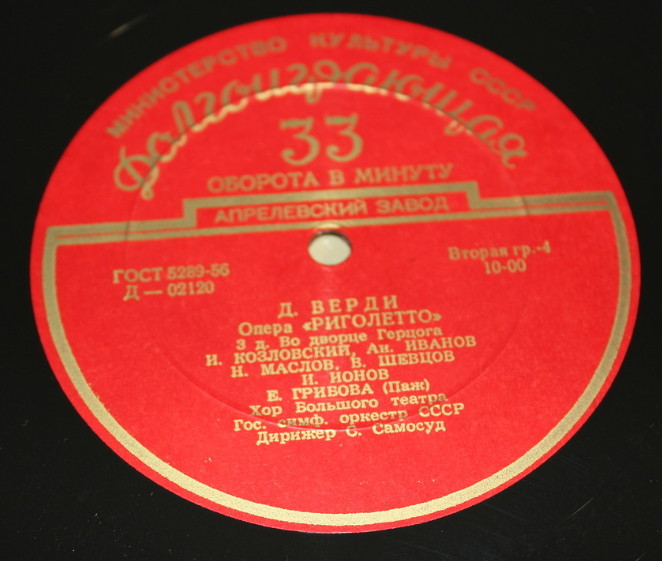 МИНИСТЕРСТВО КУЛЬТУРЫ СССР
Долгоиграющая
33
ОБОРОТА В МИНУТУ
АПРЕЛЕВСКИЙ ЗАВОД
ГОСТ 5289-56
Д — 02120
Вторая гр.-4
10-00
Д. ВЕРДИ
Опера «РИГОЛЕТТО»
3 д. Во дворце Герцога
И. КОЗЛОВСКИЙ, Ан. ИВАНОВ
Н. МАСЛОВ, В. ШЕВЦОВ
И. ИОНОВ
Е. ГРИБОВА (Паж)
Хор Большого театра
Гос. симф. оркестр СССР
Дирижер С. Самосуд